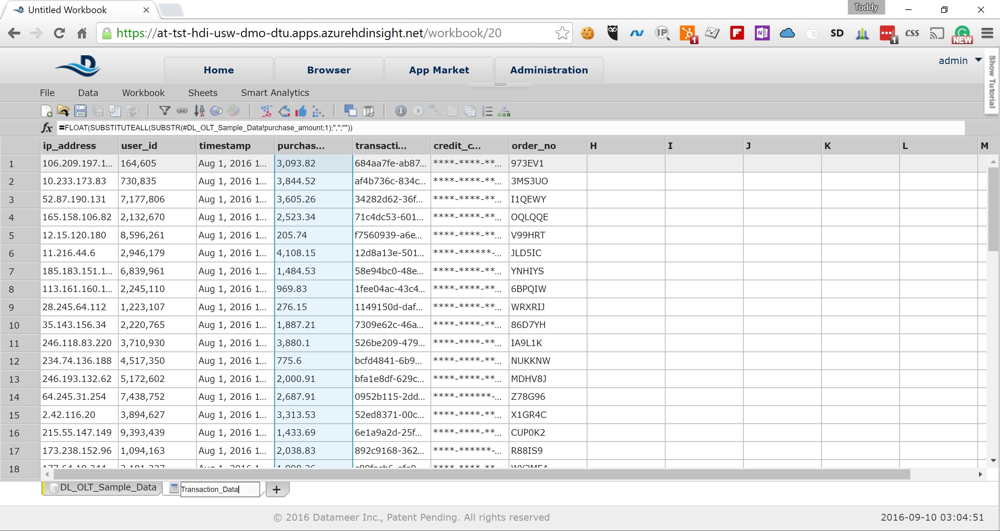 Untitled Workbook
Toddy
https://at-tst-hdi-usw-dmo-dtu.apps.azurehdinsight.net/workbook/20
IP 1 N SD 1 css NEW
D
Home Browser App Market Administration
admin
Show Tutorial
File Data Workbook Sheets Smart Analytics
fx =FLOAT(SUBSTITUTEALL(SUBSTR(#DL_OLT_Sample_Data!purchase_amount;1);",";""))
ip_address user_id timestamp purchas... transacti... credit_c... order_no H I J K L M
1 106.209.197.1... 164,605 Aug 1, 2016 1... 3,093.82 684aa7fe-ab87... ****-****-**... 973EV1
2 10.233.173.83 730,835 Aug 1, 2016 1... 3,844.52 af4b736c-834c... ****-****-**... 3MS3UO
3 52.87.190.131 7,177,806 Aug 1, 2016 1... 3,605.26 34282d62-36f... ****-****-**... I1QEWY
4 165.158.106.82 2,132,670 Aug 1, 2016 1... 2,523.34 71c4dc53-601... ****-****-**... OQLQQE
5 12.15.120.180 8,596,261 Aug 1, 2016 1... 205.74 f7560939-a6e... ****-****-**... V99HRT
6 11.216.44.6 2,946,179 Aug 1, 2016 1... 4,108.15 12d8a13e-501... ****-******-... JLD5IC
7 185.183.151.1... 6,839,961 Aug 1, 2016 1... 1,484.53 58e94bc0-48e... ****-****-**... YNHIYS
8 113.161.160.1... 2,245,110 Aug 1, 2016 1... 969.83 1fee04ac-43c4... ****-****-**... 6BPQIW
9 28.245.64.112 1,223,107 Aug 1, 2016 1... 276.15 1149150d-daf... ****-****-**... WRXRIJ
10 35.143.156.34 2,220,765 Aug 1, 2016 1... 1,887.21 7309e62c-46a... ****-****-**... 86D7YH
11 246.118.83.220 3,710,930 Aug 1, 2016 1... 3,880.1 526be209-479... ****-****-**... IA9L1K
12 234.74.136.188 4,517,350 Aug 1, 2016 1... 775.6 bcfd4841-6b9... ****-****-**... NUKKNW
13 246.193.132.62 5,172,602 Aug 1, 2016 1... 2,000.91 bfa1e8df-629c... ****-****-**... MDHV8J
14 64.245.31.254 7,438,752 Aug 1, 2016 1... 2,687.91 0952b115-2dd... ****-******-... Z78G96
15 2.42.116.20 3,894,627 Aug 1, 2016 1... 3,313.53 52ed8371-00c... ****-****-**... X1GR4C
16 215.55.147.149 9,393,439 Aug 1, 2016 1... 1,433.69 6e1a9a2d-25f... ****-****-**... CUP0K2
17 173.238.152.96 1,094,163 Aug 1, 2016 1... 2,038.83 892c9168-362... ****-******-... R88IS9
18
DL_OLT_Sample_Data Transaction_Data +
© 2016 Datameer Inc., Patent Pending. All rights reserved
2016-09-10 03:04:51